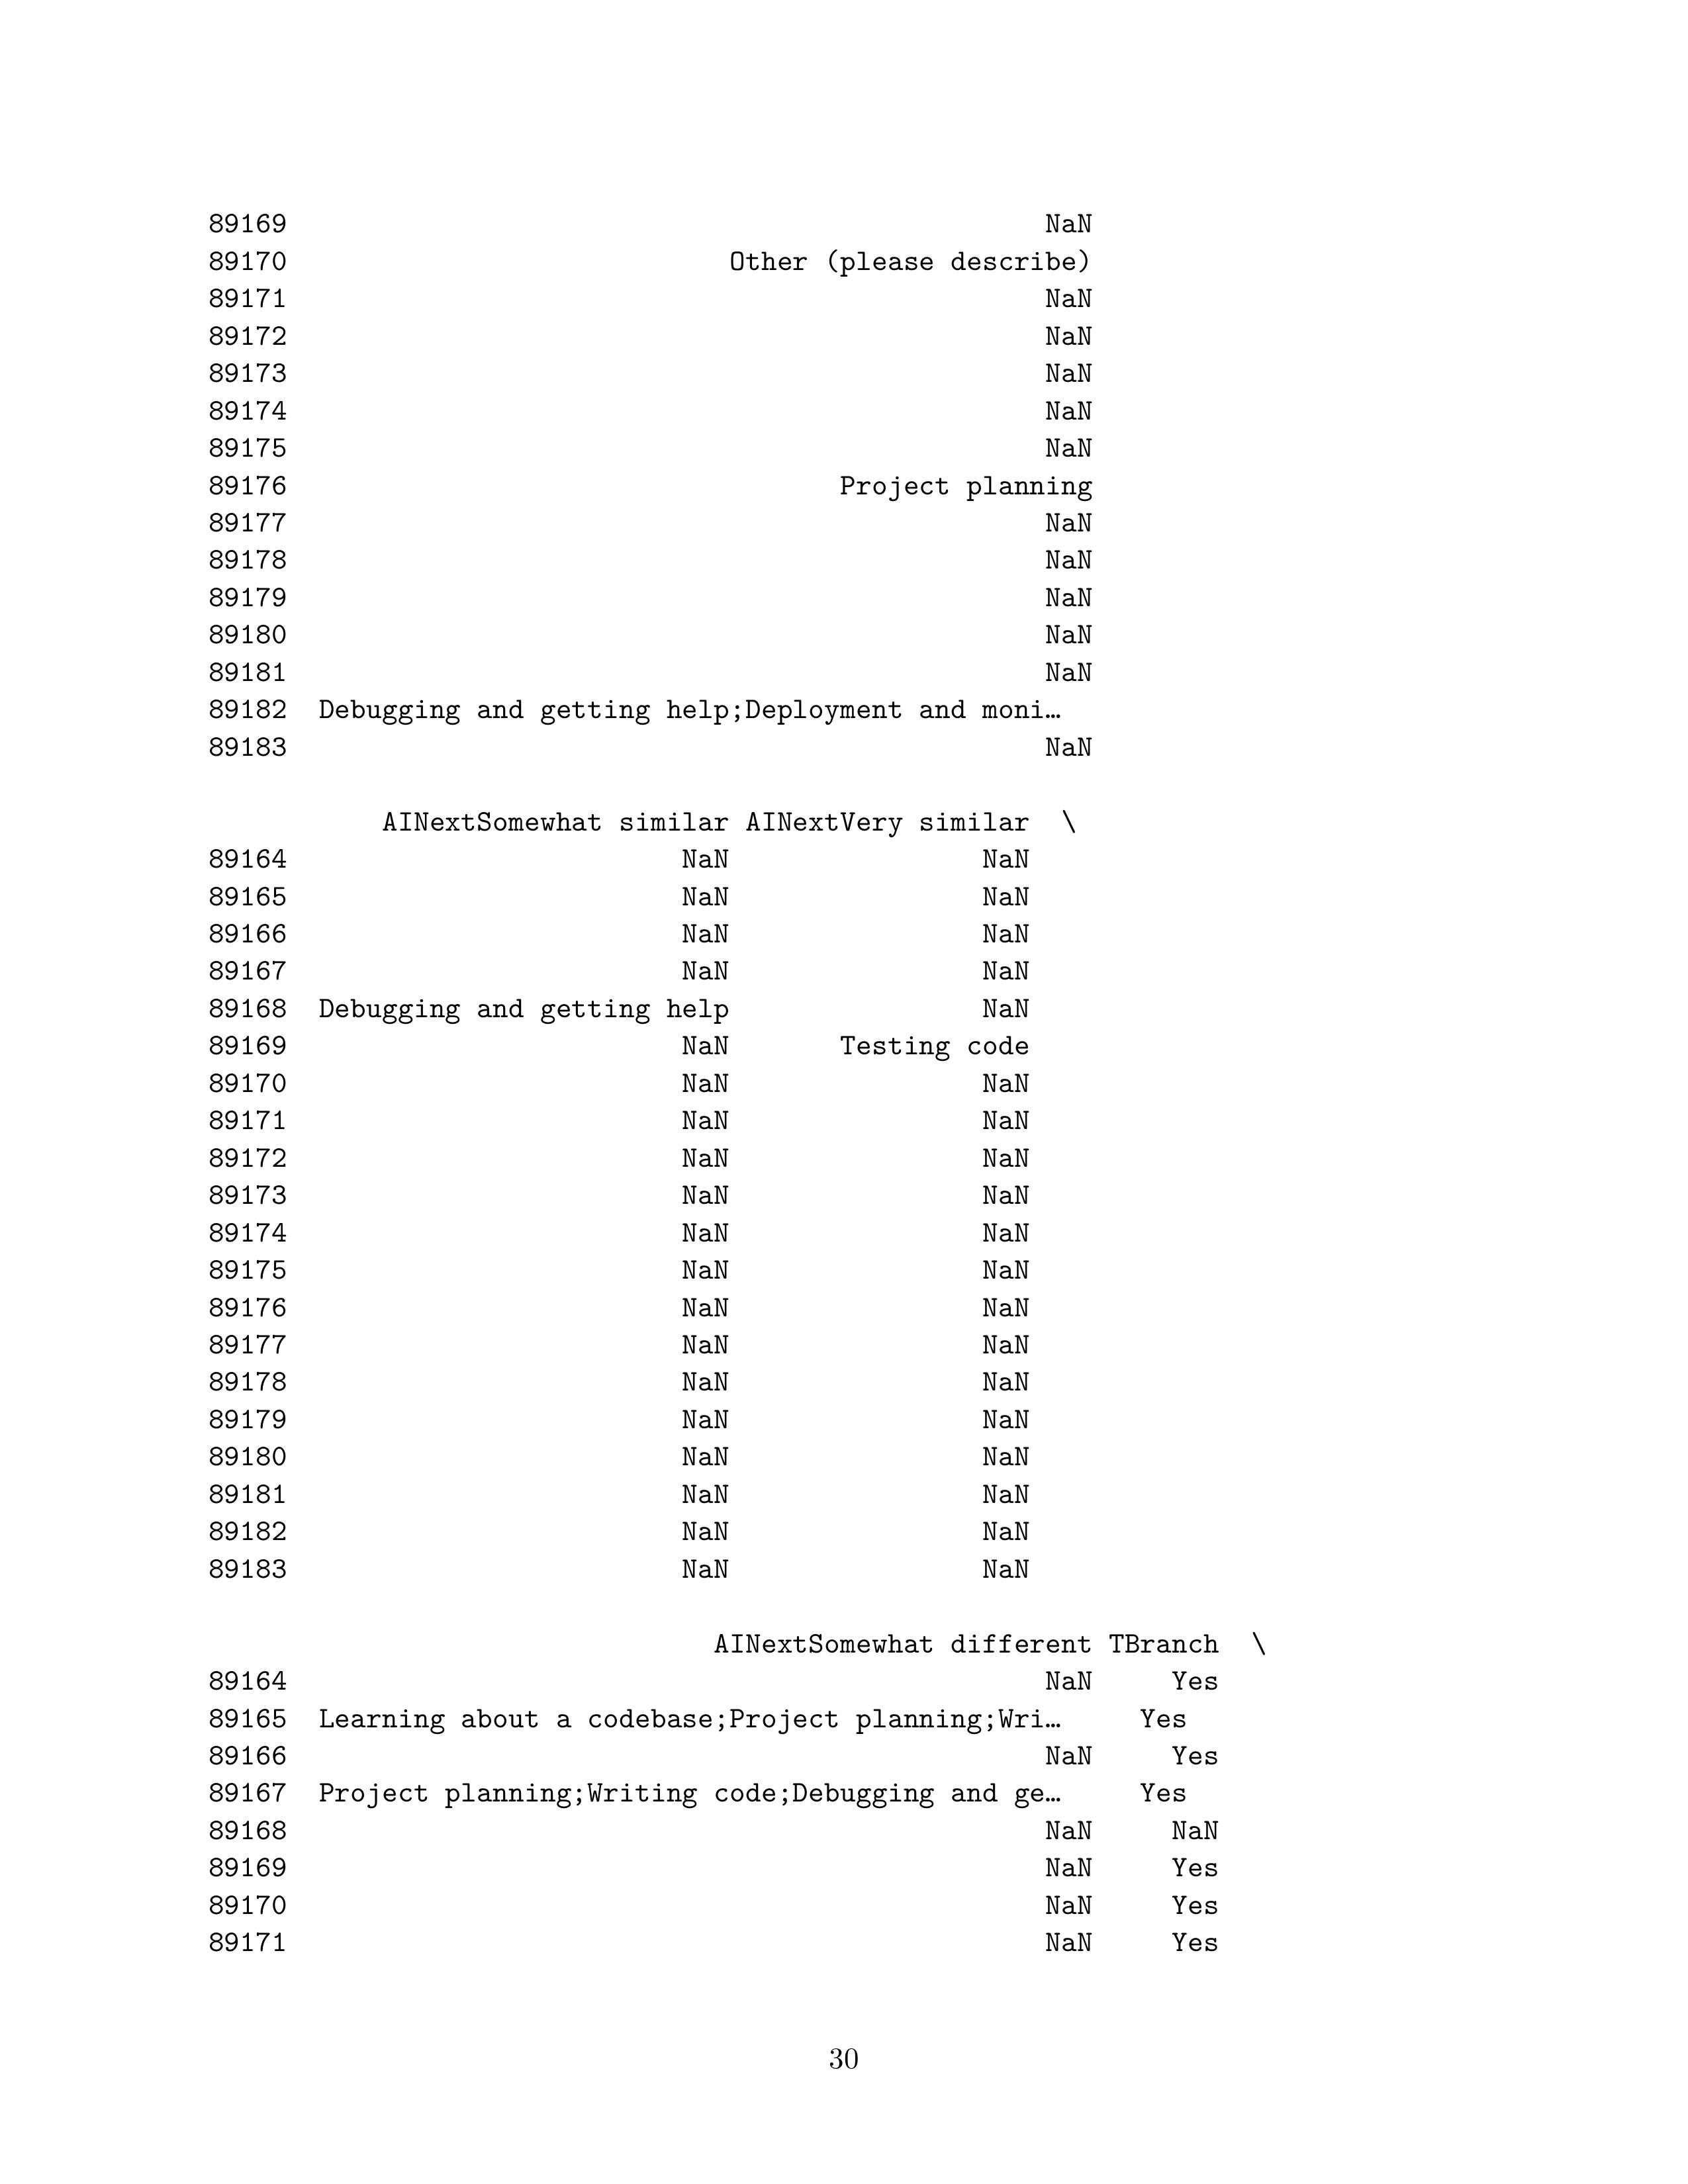 89169 NaN
89170 Other (please describe)
89171 NaN
89172 NaN
89173 NaN
89174 NaN
89175 NaN
89176 Project planning
89177 NaN
89178 NaN
89179 NaN
89180 NaN
89181 NaN
89182 Debugging and getting help;Deployment and moni…
89183 NaN
AINextSomewhat similar AINextVery similar \
89164 NaN NaN
89165 NaN NaN
89166 NaN NaN
89167 NaN NaN
89168 Debugging and getting help NaN
89169 NaN Testing code
89170 NaN NaN
89171 NaN NaN
89172 NaN NaN
89173 NaN NaN
89174 NaN NaN
89175 NaN NaN
89176 NaN NaN
89177 NaN NaN
89178 NaN NaN
89179 NaN NaN
89180 NaN NaN
89181 NaN NaN
89182 NaN NaN
89183 NaN NaN
AINextSomewhat different TBranch \
89164 NaN Yes
89165 Learning about a codebase;Project planning;Wri… Yes
89166 NaN Yes
89167 Project planning;Writing code;Debugging and ge… Yes
89168 NaN NaN
89169 NaN Yes
89170 NaN Yes
89171 NaN Yes
30